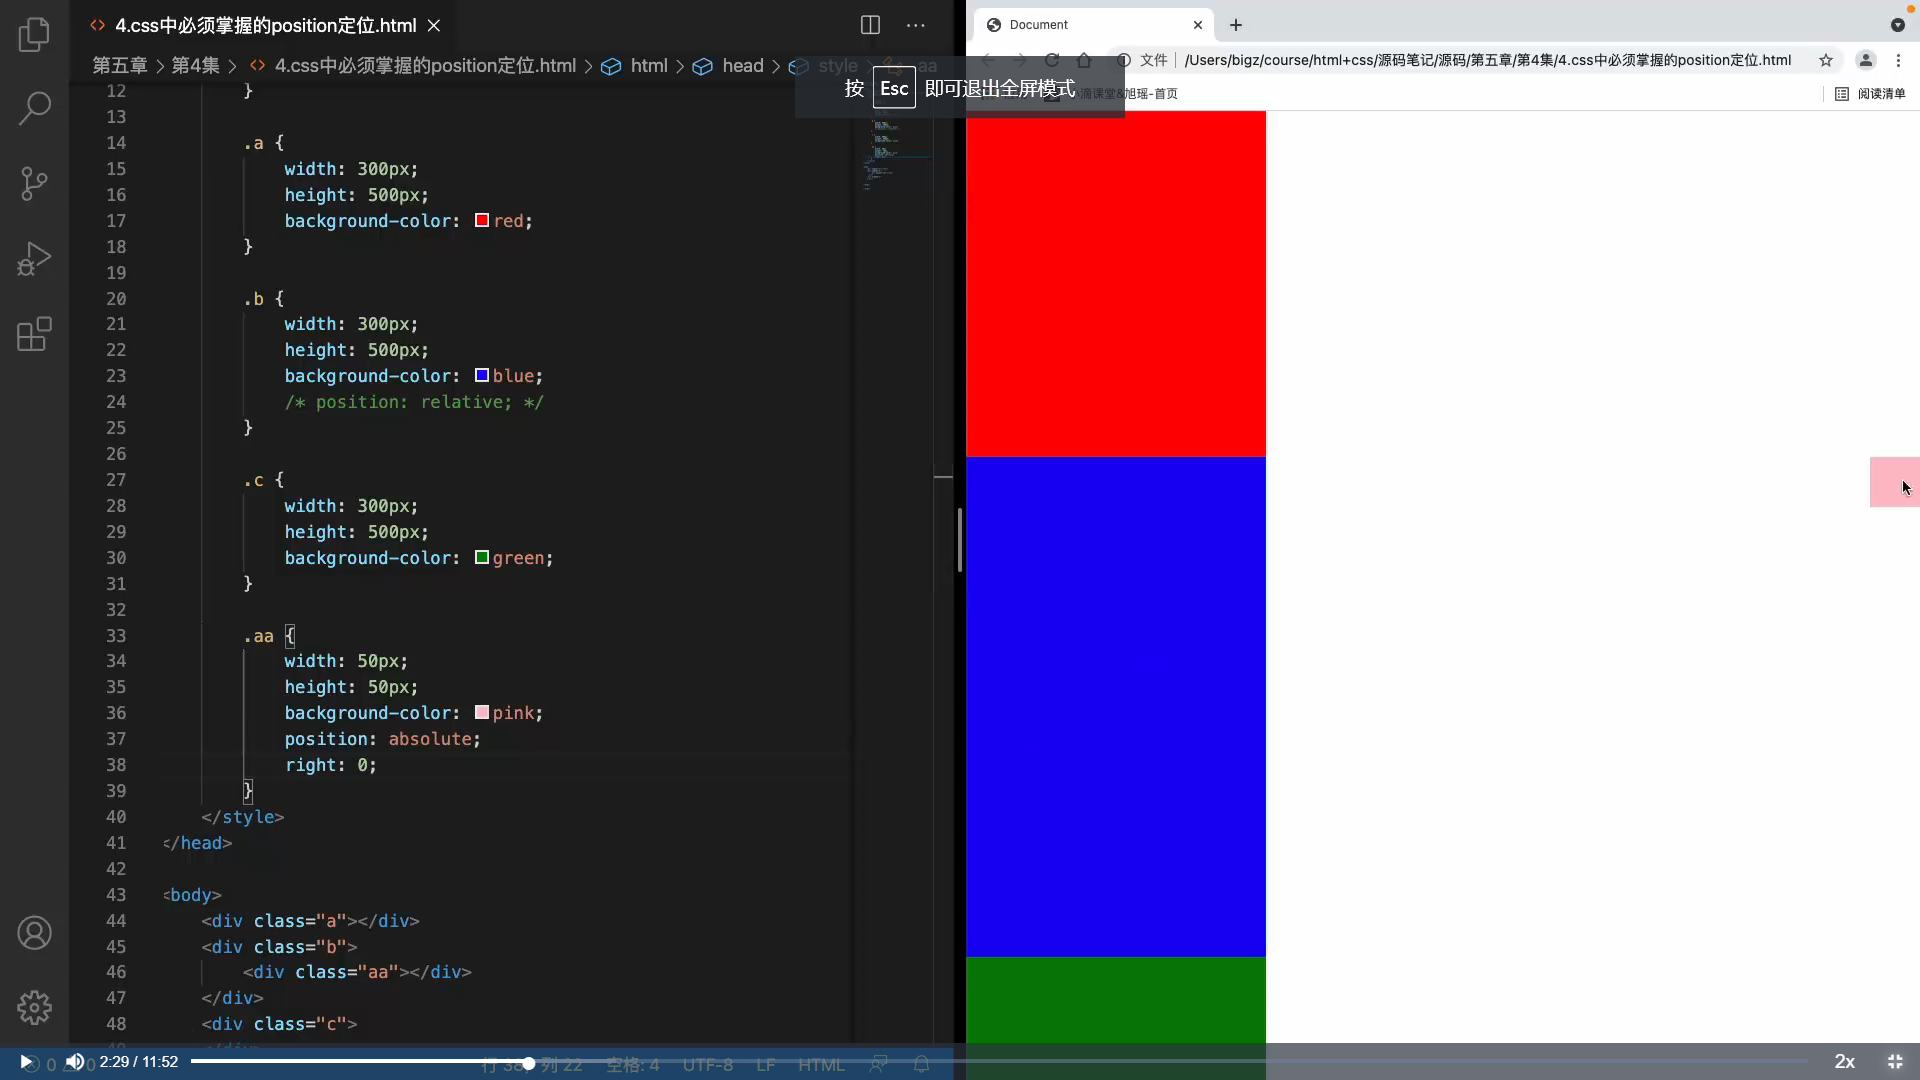 4.css中必须掌握的position定位.html
第五章 > 第4集 > 4.css中必须掌握的position定位.html > html > head > style > aa
12 }
13
14 .a {
15 width: 300px;
16 height: 500px;
17 background-color: red;
18 }
19
20 .b {
21 width: 300px;
22 height: 500px;
23 background-color: blue;
24 /* position: relative; */
25 }
26
27 .c {
28 width: 300px;
29 height: 500px;
30 background-color: green;
31 }
32
33 .aa {
34 width: 50px;
35 height: 50px;
36 background-color: pink;
37 position: absolute;
38 right: 0;
39 }
40 </style>
41 </head>
42
43 <body>
44 <div class="a"></div>
45 <div class="b">
46 <div class="aa"></div>
47 </div>
48 <div class="c">
2:29 / 11:52
行 38, 列 22 空格: 4 UTF-8 LF HTML
2x
按 Esc 即可退出全屏模式
Document
文件 /Users/bigz/course/html+css/源码笔记/源码/第五章/第4集/4.css中必须掌握的position定位.html
小滴课堂&旭瑶-首页
阅读清单